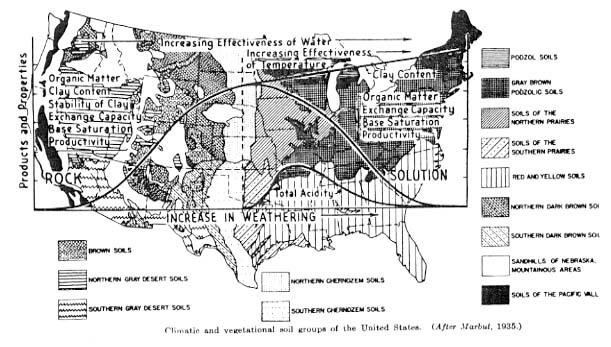 Increasing Effectiveness of Water
Increasing Effectiveness
of Temperature
Products and Properties
Organic Matter
Clay Content
Stability of Clay
Exchange Capacity
Base Saturation
Productivity
ROCK
Clay Content
Organic Matter
Exchange Capacity
Base Saturation
Productivity
SOLUTION
Total Acidity
INCREASE IN WEATHERING
PODZOL SOILS
GRAY BROWN
PODZOLIC SOILS
SOILS OF THE
NORTHERN PRAIRIES
SOILS OF THE
SOUTHERN PRAIRIES
RED AND YELLOW SOILS
NORTHERN DARK BROWN SOI
SOUTHERN DARK BROWN SOI
SANDHILLS OF NEBRASKA,
MOUNTAINOUS AREAS
SOILS OF THE PACIFIC VALL
BROWN SOILS
NORTHERN GRAY DESERT SOILS
SOUTHERN GRAY DESERT SOILS
NORTHERN CHERNOZEM SOILS
SOUTHERN CHERNOZEM SOILS
Climatic and vegetational soil groups of the United States. (After Marbut, 1935.)